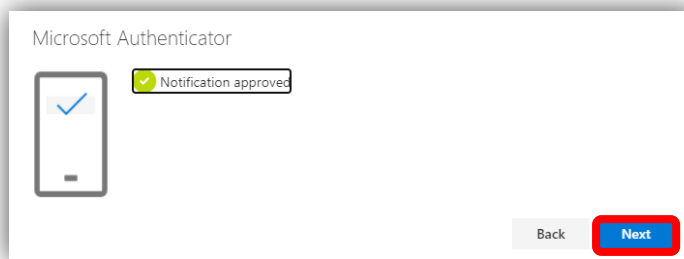 Microsoft Authenticator
Notification approved
Back
Next